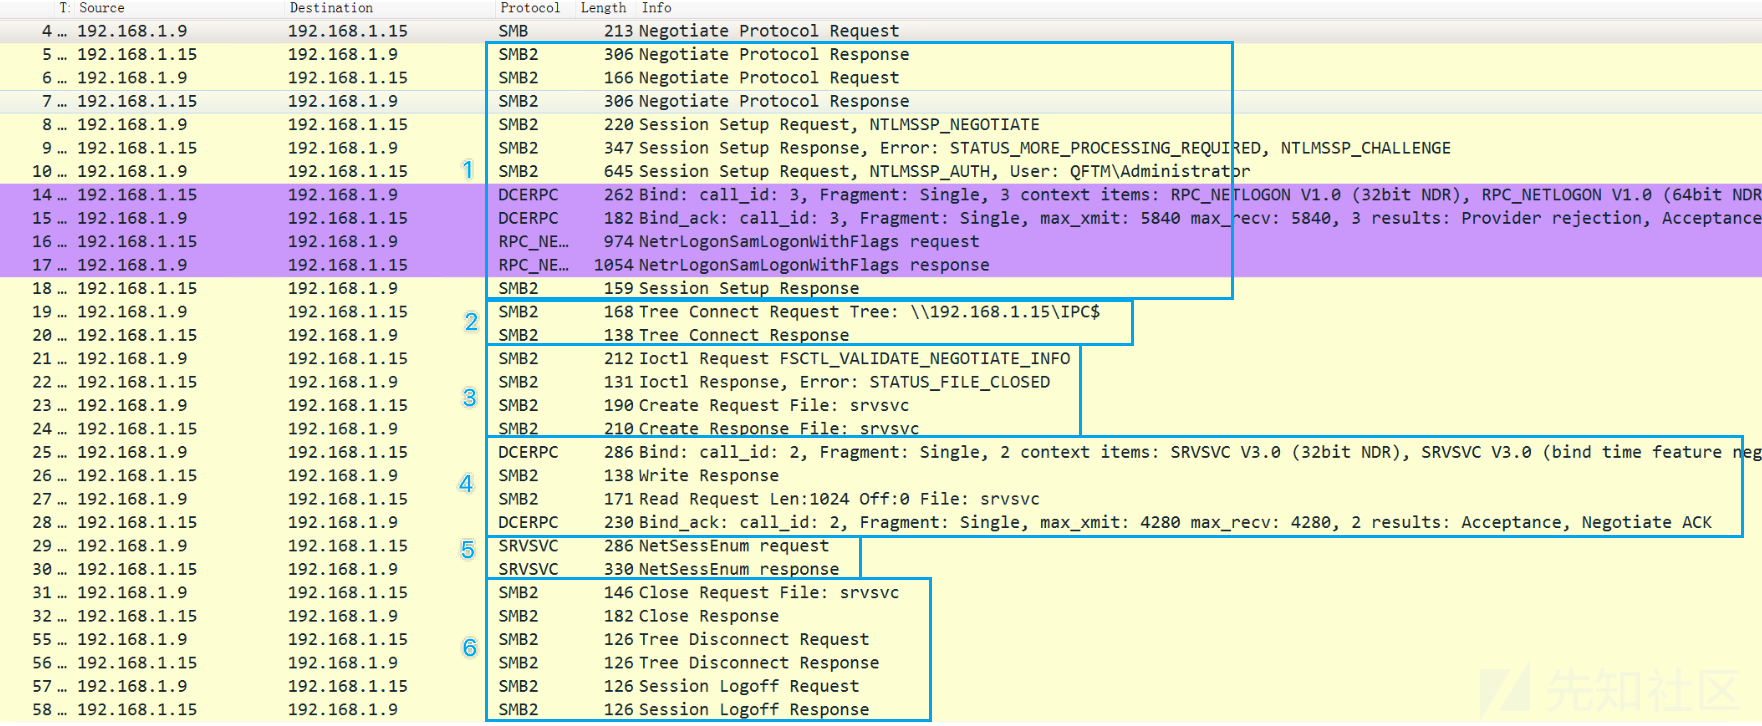 T: Source Destination Protocol Length Info
4 … 192.168.1.9 192.168.1.15 SMB 213 Negotiate Protocol Request
5 … 192.168.1.15 192.168.1.9 SMB2 306 Negotiate Protocol Response
6 … 192.168.1.9 192.168.1.15 SMB2 166 Negotiate Protocol Request
7 … 192.168.1.15 192.168.1.9 SMB2 306 Negotiate Protocol Response
8 … 192.168.1.9 192.168.1.15 SMB2 220 Session Setup Request, NTLMSSP_NEGOTIATE
9 … 192.168.1.15 192.168.1.9 SMB2 347 Session Setup Response, Error: STATUS_MORE_PROCESSING_REQUIRED, NTLMSSP_CHALLENGE
1
10 … 192.168.1.9 192.168.1.15 SMB2 645 Session Setup Request, NTLMSSP_AUTH, User: QFTM\Administrator
14 … 192.168.1.15 192.168.1.9 DCERPC 262 Bind: call_id: 3, Fragment: Single, 3 context items: RPC_NETLOGON V1.0 (32bit NDR), RPC_NETLOGON V1.0 (64bit NDR
15 … 192.168.1.9 192.168.1.15 DCERPC 182 Bind_ack: call_id: 3, Fragment: Single, max_xmit: 5840 max_recv: 5840, 3 results: Provider rejection, Acceptance
16 … 192.168.1.15 192.168.1.9 RPC_NE… 974 NetrLogonSamLogonWithFlags request
17 … 192.168.1.9 192.168.1.15 RPC_NE… 1054 NetrLogonSamLogonWithFlags response
18 … 192.168.1.15 192.168.1.9 SMB2 159 Session Setup Response
19 … 192.168.1.9 192.168.1.15 SMB2 168 Tree Connect Request Tree: \\192.168.1.15\IPC$
2
20 … 192.168.1.15 192.168.1.9 SMB2 138 Tree Connect Response
21 … 192.168.1.9 192.168.1.15 SMB2 212 Ioctl Request FSCTL_VALIDATE_NEGOTIATE_INFO
22 … 192.168.1.15 192.168.1.9 SMB2 131 Ioctl Response, Error: STATUS_FILE_CLOSED
3
23 … 192.168.1.9 192.168.1.15 SMB2 190 Create Request File: srvsvc
24 … 192.168.1.15 192.168.1.9 SMB2 210 Create Response File: srvsvc
25 … 192.168.1.9 192.168.1.15 DCERPC 286 Bind: call_id: 2, Fragment: Single, 2 context items: SRVSVC V3.0 (32bit NDR), SRVSVC V3.0 (bind time feature neg
26 … 192.168.1.15 192.168.1.9 SMB2 138 Write Response
4
27 … 192.168.1.9 192.168.1.15 SMB2 171 Read Request Len:1024 Off:0 File: srvsvc
28 … 192.168.1.15 192.168.1.9 DCERPC 230 Bind_ack: call_id: 2, Fragment: Single, max_xmit: 4280 max_recv: 4280, 2 results: Acceptance, Negotiate ACK
29 … 192.168.1.9 192.168.1.15 SRVSVC 286 NetSessEnum request
5
30 … 192.168.1.15 192.168.1.9 SRVSVC 330 NetSessEnum response
31 … 192.168.1.9 192.168.1.15 SMB2 146 Close Request File: srvsvc
32 … 192.168.1.15 192.168.1.9 SMB2 182 Close Response
55 … 192.168.1.9 192.168.1.15 SMB2 126 Tree Disconnect Request
6
56 … 192.168.1.15 192.168.1.9 SMB2 126 Tree Disconnect Response
57 … 192.168.1.9 192.168.1.15 SMB2 126 Session Logoff Request
58 … 192.168.1.15 192.168.1.9 SMB2 126 Session Logoff Response
先知社区